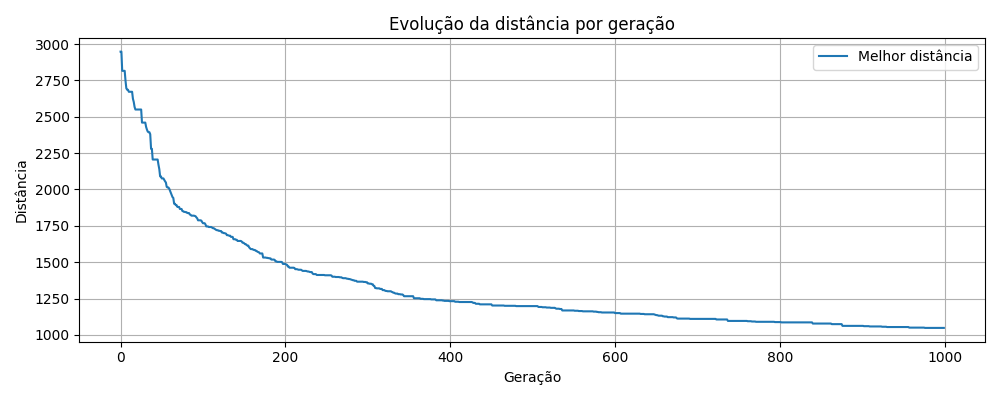 Evolução da distância por geração
Melhor distância
Distância
3000
2750
2500
2250
2000
1750
1500
1250
1000
0 200 400 600 800 1000
Geração